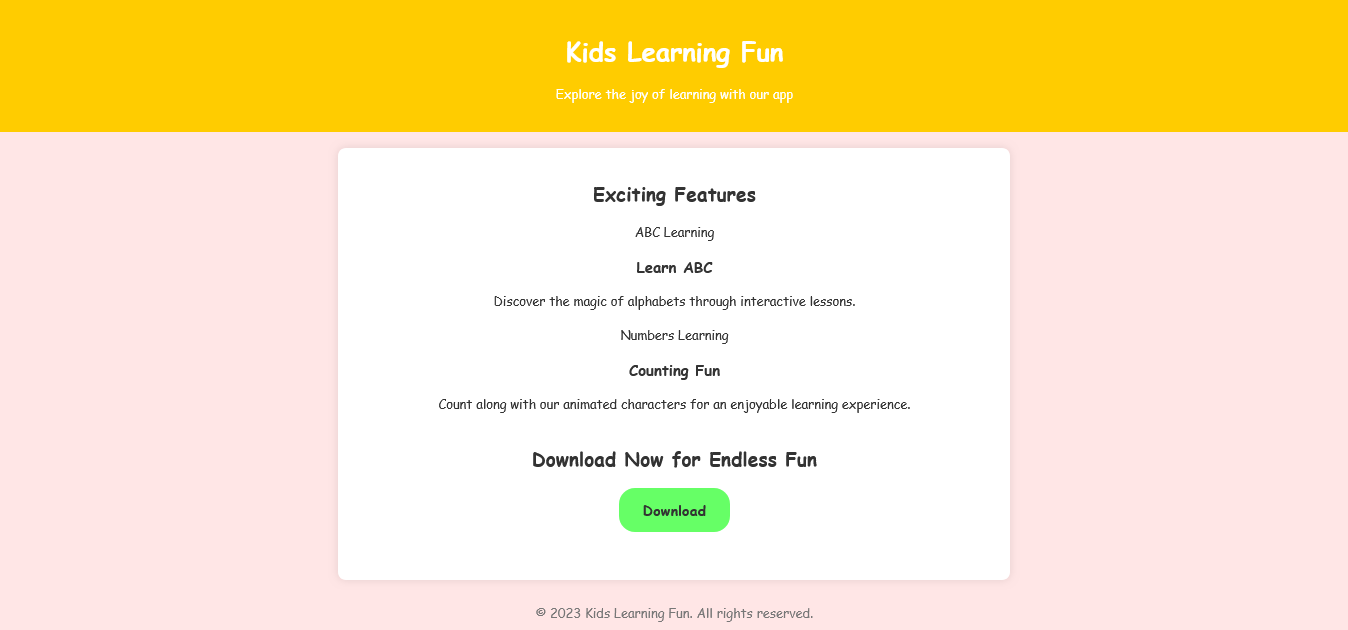 Kids Learning Fun
Explore the joy of learning with our app
Exciting Features
ABC Learning
Learn ABC
Discover the magic of alphabets through interactive lessons.
Numbers Learning
Counting Fun
Count along with our animated characters for an enjoyable learning experience.
Download Now for Endless Fun
Download
© 2023 Kids Learning Fun. All rights reserved.